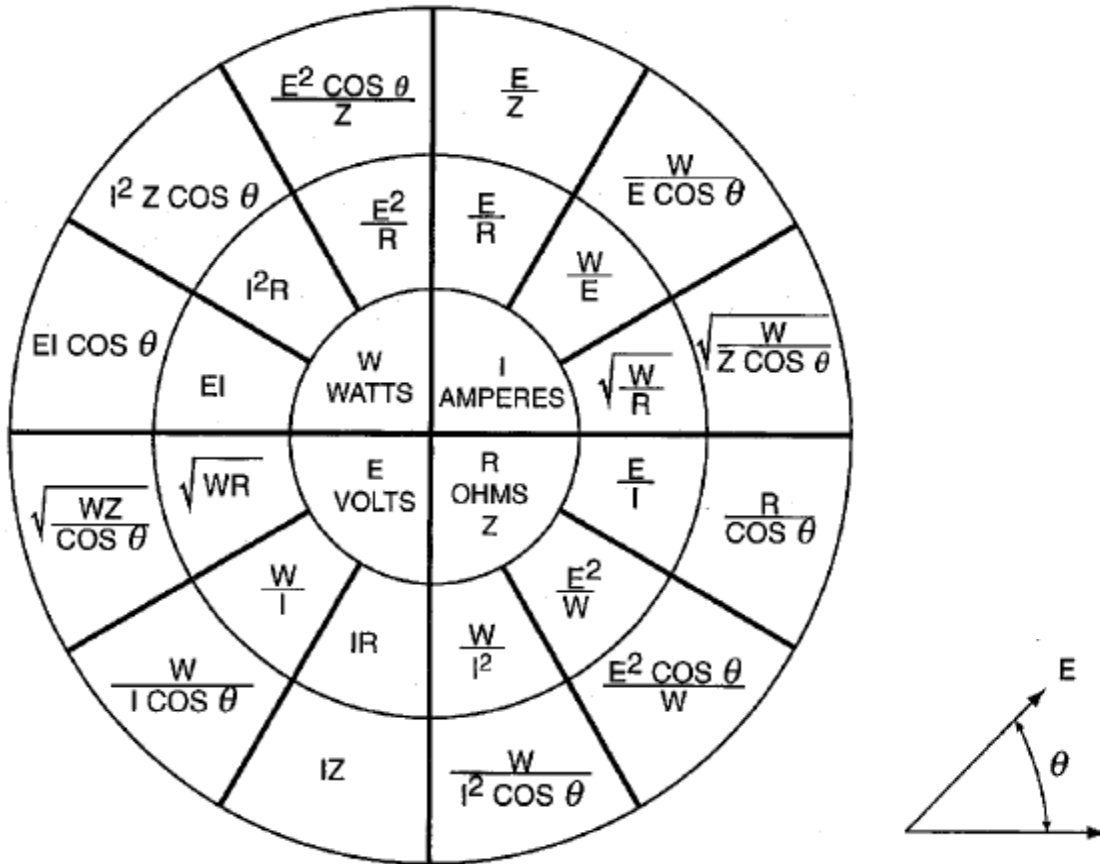 E² COS θ / Z
E / Z
I² Z COS θ
W / E COS θ
E² / R
E / R
I²R
W / E
EI COS θ
EI
W
WATTS
I
AMPERES
√(W / R)
√(W / Z COS θ)
√(WZ / COS θ)
√WR
E
VOLTS
R
OHMS
Z
E / I
R / COS θ
W / I
E² / W
IR
W / I²
W / I COS θ
E² COS θ / W
IZ
W / I² COS θ
E
θ